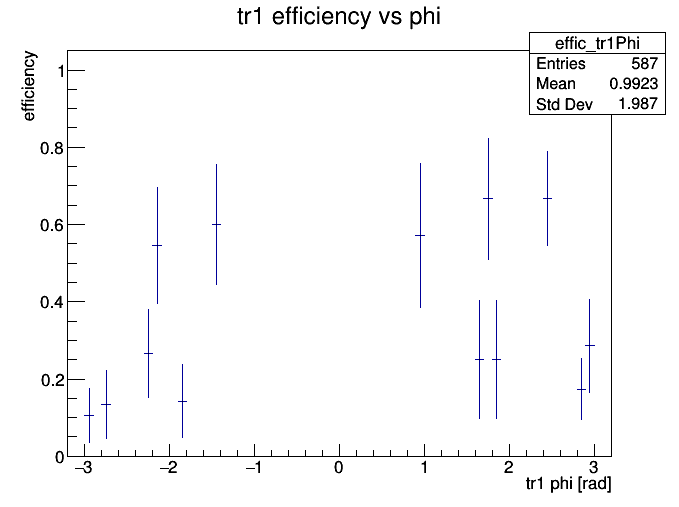 tr1 efficiency vs phi
effic_tr1Phi
Entries 587
Mean 0.9923
Std Dev 1.987
efficiency
1
0.8
0.6
0.4
0.2
0
−3 −2 −1 0 1 2 3
tr1 phi [rad]